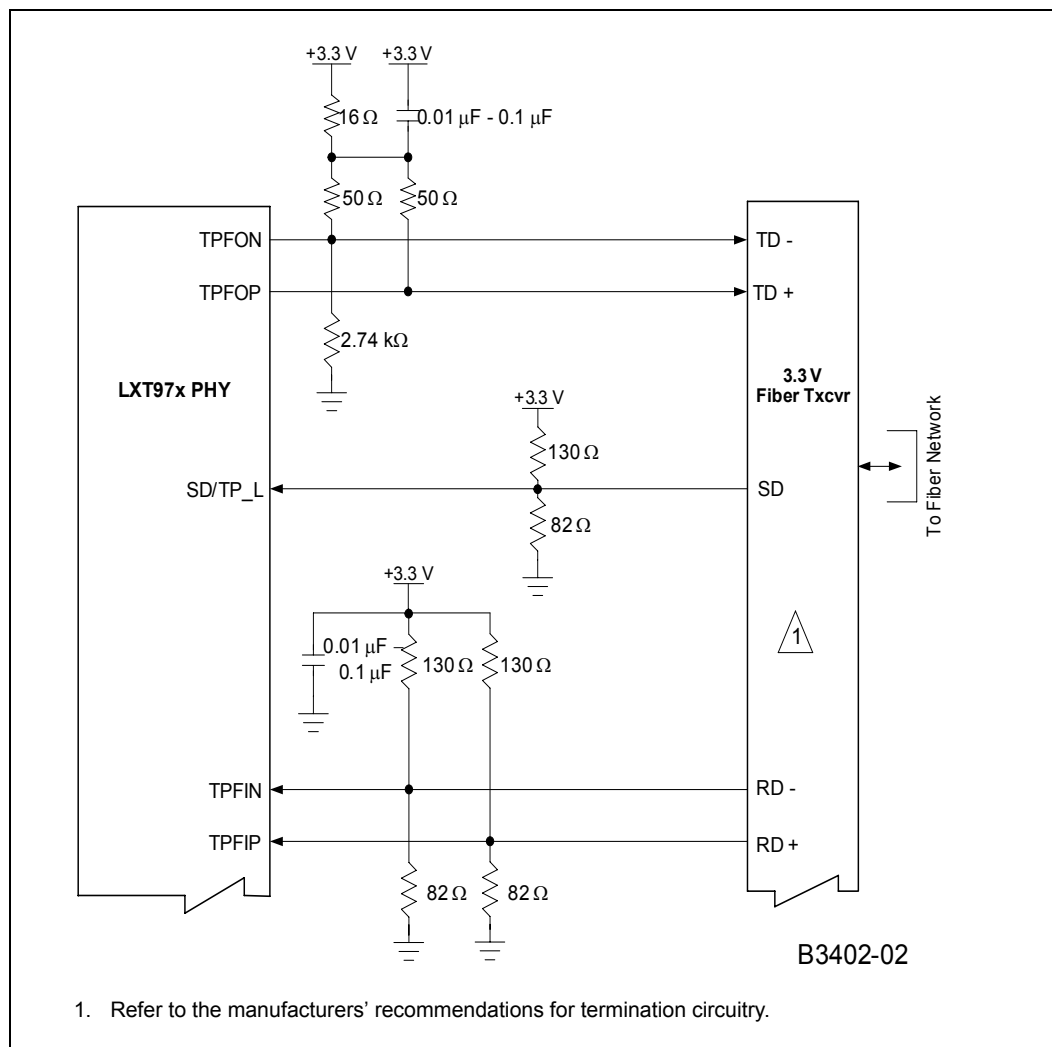 +3.3 V +3.3 V
16 Ω 0.01 µF - 0.1 µF
50 Ω 50 Ω
TPFON TD -
TPFOP TD +
2.74 kΩ
LXT97x PHY
3.3 V
Fiber Txcvr
+3.3 V
130 Ω
To Fiber Network
SD/TP_L SD
82 Ω
+3.3 V
0.01 µF –
0.1 µF
130 Ω 130 Ω
1
TPFIN RD -
TPFIP RD +
82 Ω 82 Ω
B3402-02
1. Refer to the manufacturers’ recommendations for termination circuitry.